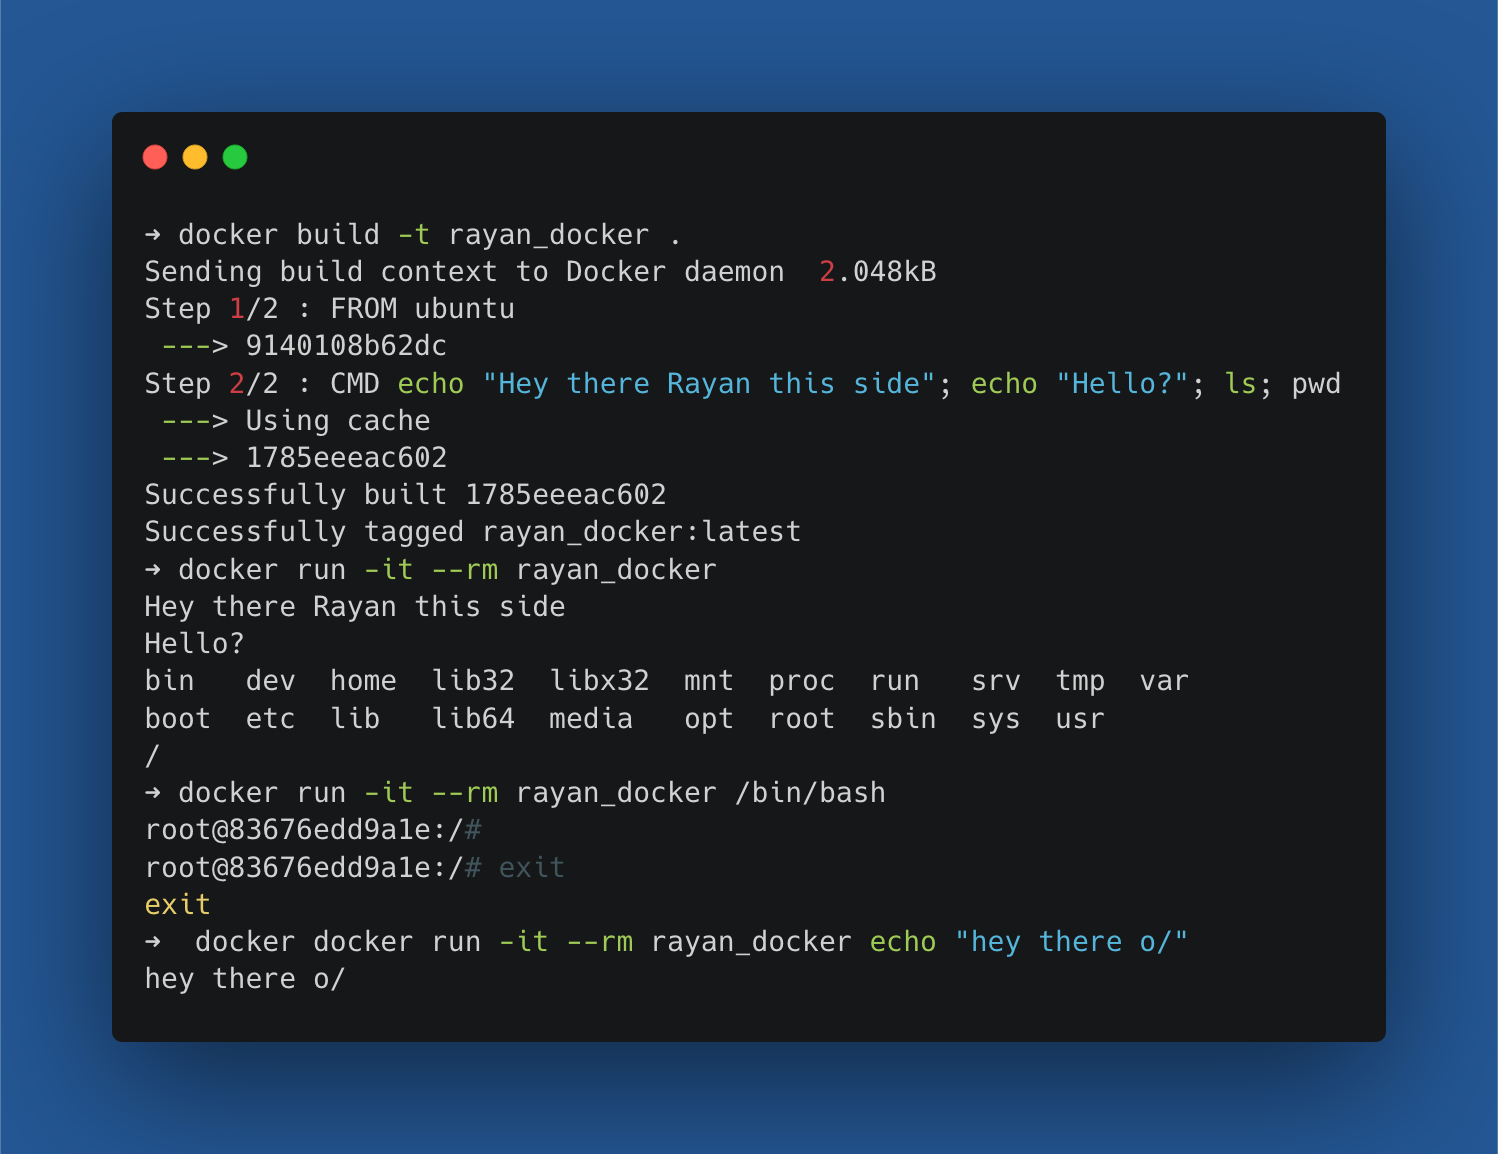 ➜ docker build -t rayan_docker .
Sending build context to Docker daemon  2.048kB
Step 1/2 : FROM ubuntu
 ---> 9140108b62dc
Step 2/2 : CMD echo "Hey there Rayan this side"; echo "Hello?"; ls; pwd
 ---> Using cache
 ---> 1785eeeac602
Successfully built 1785eeeac602
Successfully tagged rayan_docker:latest
➜ docker run -it --rm rayan_docker
Hey there Rayan this side
Hello?
bin   dev  home  lib32  libx32  mnt  proc  run   srv  tmp  var
boot  etc  lib   lib64  media   opt  root  sbin  sys  usr
/
➜ docker run -it --rm rayan_docker /bin/bash
root@83676edd9a1e:/#
root@83676edd9a1e:/# exit
exit
➜  docker docker run -it --rm rayan_docker echo "hey there o/"
hey there o/